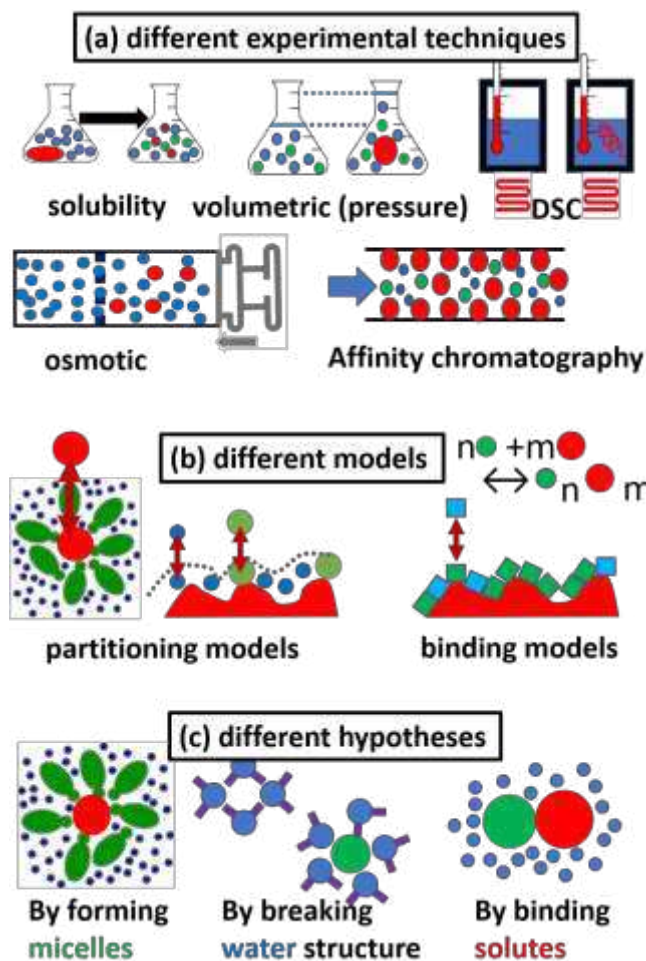 (a) different experimental techniques
solubility
volumetric (pressure)
DSC
osmotic
Affinity chromatography
(b) different models
n +m
n m
partitioning models
binding models
(c) different hypotheses
By forming
micelles
By breaking
water structure
By binding
solutes